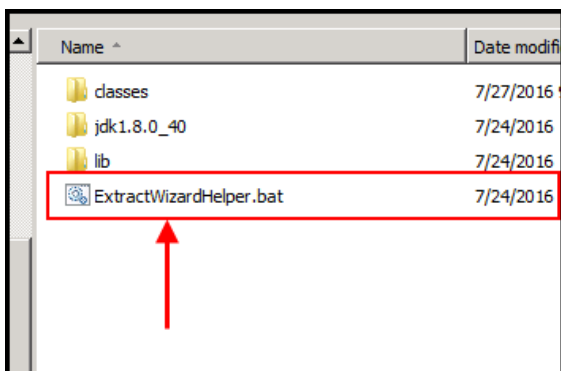 Name Date modifi
classes 7/27/2016
jdk1.8.0_40 7/24/2016
lib 7/24/2016
ExtractWizardHelper.bat 7/24/2016